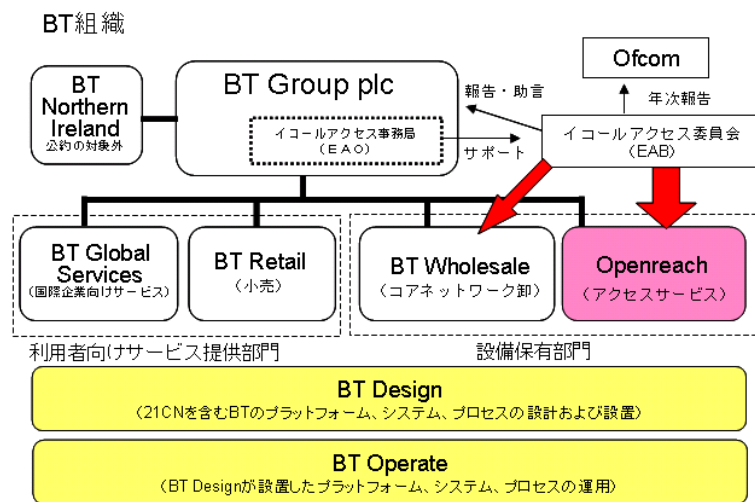 BT組織
BT
Northern
Ireland
公約の対象外
BT Group plc
イコールアクセス事務局
(EAO)
報告・助言
サポート
Ofcom
年次報告
イコールアクセス委員会
(EAB)
BT Global
Services
(国際企業向けサービス)
BT Retail
(小売)
BT Wholesale
(コアネットワーク卸)
Openreach
(アクセスサービス)
利用者向けサービス提供部門
設備保有部門
BT Design
(21CNを含むBTのプラットフォーム、システム、プロセスの設計および設置)
BT Operate
(BT Designが設置したプラットフォーム、システム、プロセスの運用)